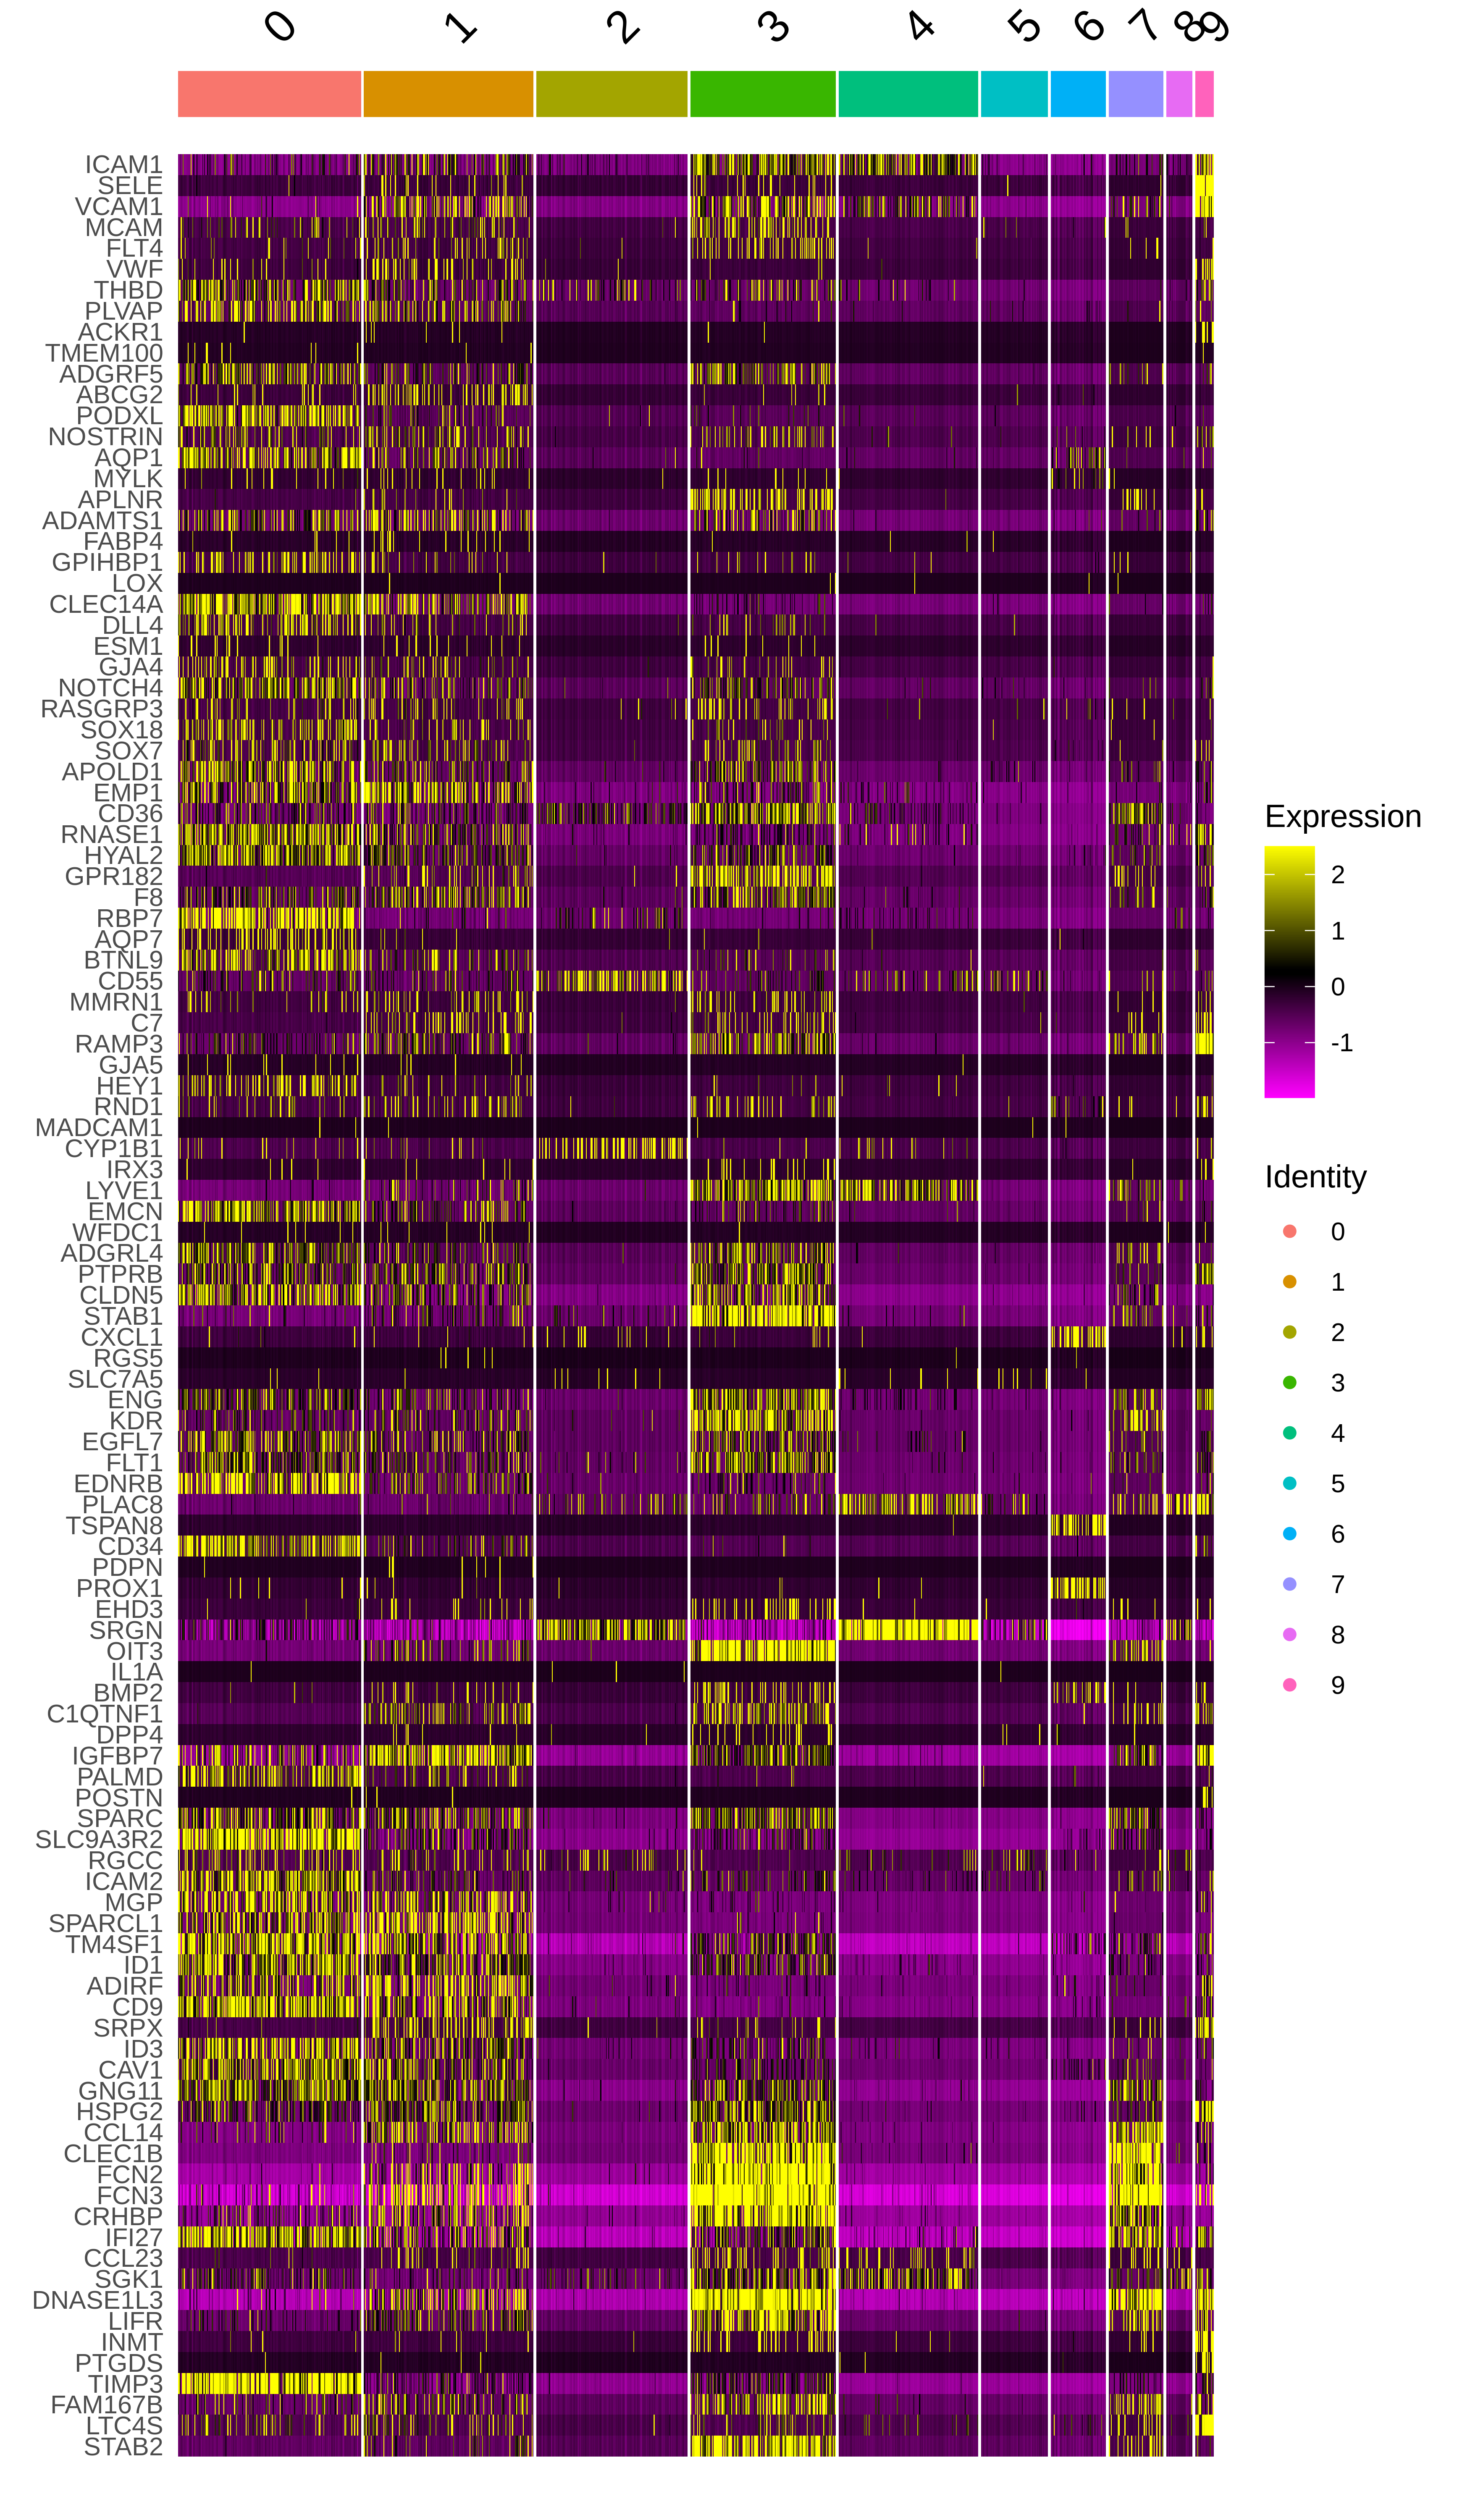 0 1 2 3 4 5 6 7 8 9
ICAM1
SELE
VCAM1
MCAM
FLT4
VWF
THBD
PLVAP
ACKR1
TMEM100
ADGRF5
ABCG2
PODXL
NOSTRIN
AQP1
MYLK
APLNR
ADAMTS1
FABP4
GPIHBP1
LOX
CLEC14A
DLL4
ESM1
GJA4
NOTCH4
RASGRP3
SOX18
SOX7
APOLD1
EMP1
CD36
RNASE1
HYAL2
GPR182
F8
RBP7
AQP7
BTNL9
CD55
MMRN1
C7
RAMP3
GJA5
HEY1
RND1
MADCAM1
CYP1B1
IRX3
LYVE1
EMCN
WFDC1
ADGRL4
PTPRB
CLDN5
STAB1
CXCL1
RGS5
SLC7A5
ENG
KDR
EGFL7
FLT1
EDNRB
PLAC8
TSPAN8
CD34
PDPN
PROX1
EHD3
SRGN
OIT3
IL1A
BMP2
C1QTNF1
DPP4
IGFBP7
PALMD
POSTN
SPARC
SLC9A3R2
RGCC
ICAM2
MGP
SPARCL1
TM4SF1
ID1
ADIRF
CD9
SRPX
ID3
CAV1
GNG11
HSPG2
CCL14
CLEC1B
FCN2
FCN3
CRHBP
IFI27
CCL23
SGK1
DNASE1L3
LIFR
INMT
PTGDS
TIMP3
FAM167B
LTC4S
STAB2
Expression
2
1
0
-1
Identity
0
1
2
3
4
5
6
7
8
9